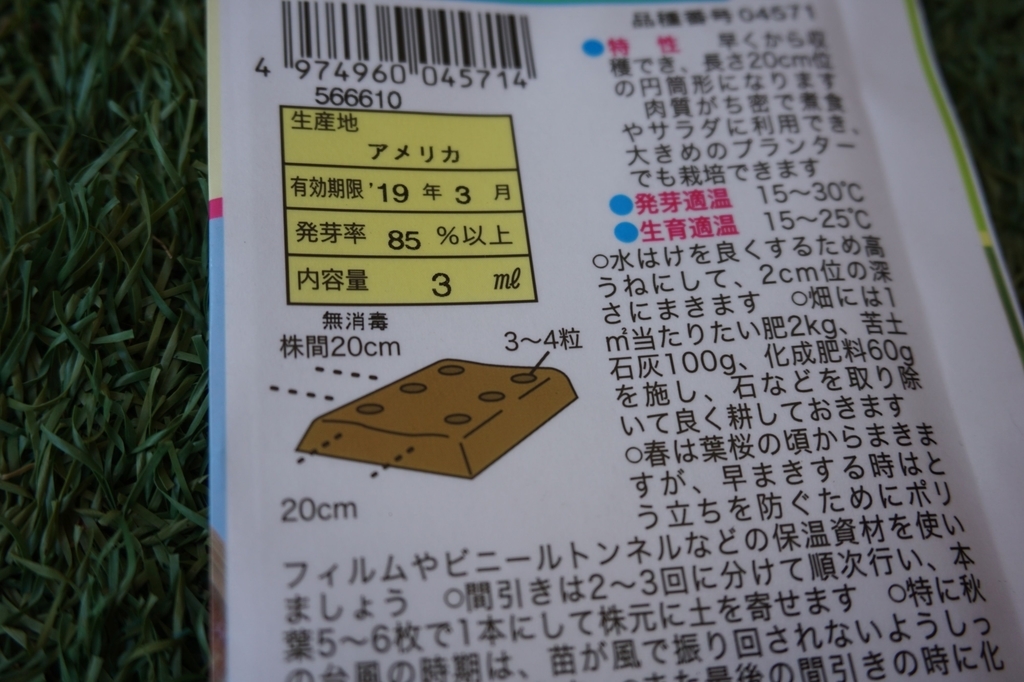 品種番号 04571
4 974960 045714
566610
生産地
アメリカ
有効期限 '19 年 3 月
発芽率 85 %以上
内容量 3 ml
無消毒
株間20cm
3〜4粒
20cm
●特 性 早くから収
穫でき、長さ20cm位
の円筒形になります
肉質がち密で煮食
やサラダに利用でき、
大きめのプランター
でも栽培できます
●発芽適温 15〜30℃
●生育適温 15〜25℃
○水はけを良くするため高
うねにして、2cm位の深
さにまきます ○畑には1
㎡当たりたい肥2kg、苦土
石灰100g、化成肥料60g
を施し、石などを取り除
いて良く耕しておきます
○春は葉桜の頃からまきま
すが、早まきする時はと
う立ちを防ぐためにポリ
フィルムやビニールトンネルなどの保温資材を使い
ましょう ○間引きは2〜3回に分けて順次行い、本
葉5〜6枚で1本にして株元に土を寄せます ○特に秋
の台風の時期は、苗が風で振り回されないようしっ
また最後の間引きの時に化